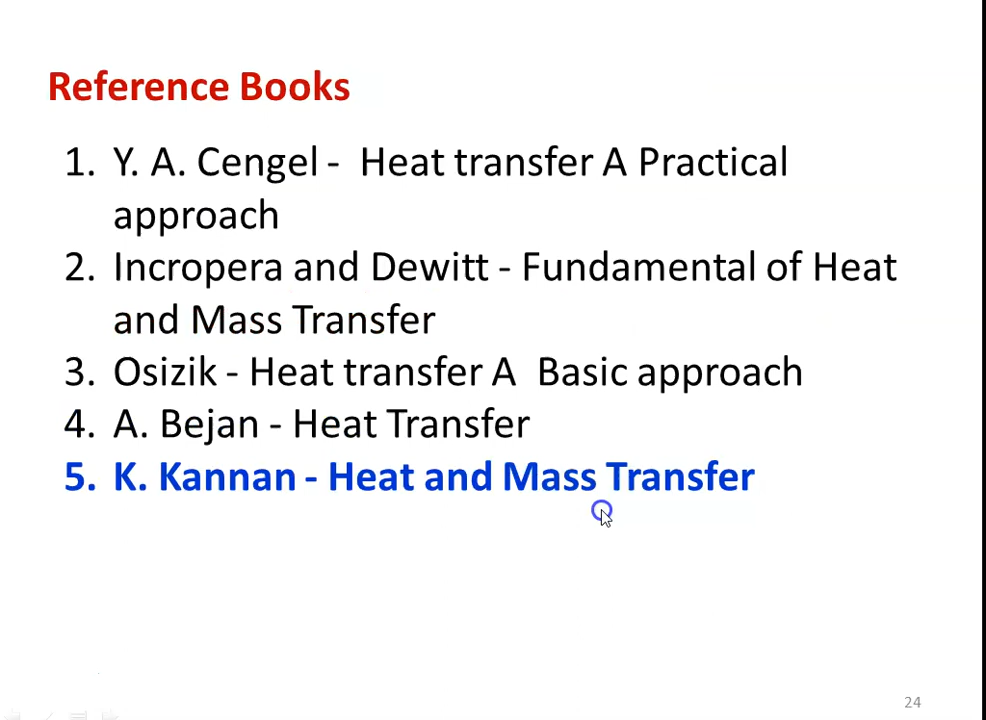 Reference Books
1. Y. A. Cengel - Heat transfer A Practical
approach
2. Incropera and Dewitt - Fundamental of Heat
and Mass Transfer
3. Osizik - Heat transfer A Basic approach
4. A. Bejan - Heat Transfer
5. K. Kannan - Heat and Mass Transfer
24